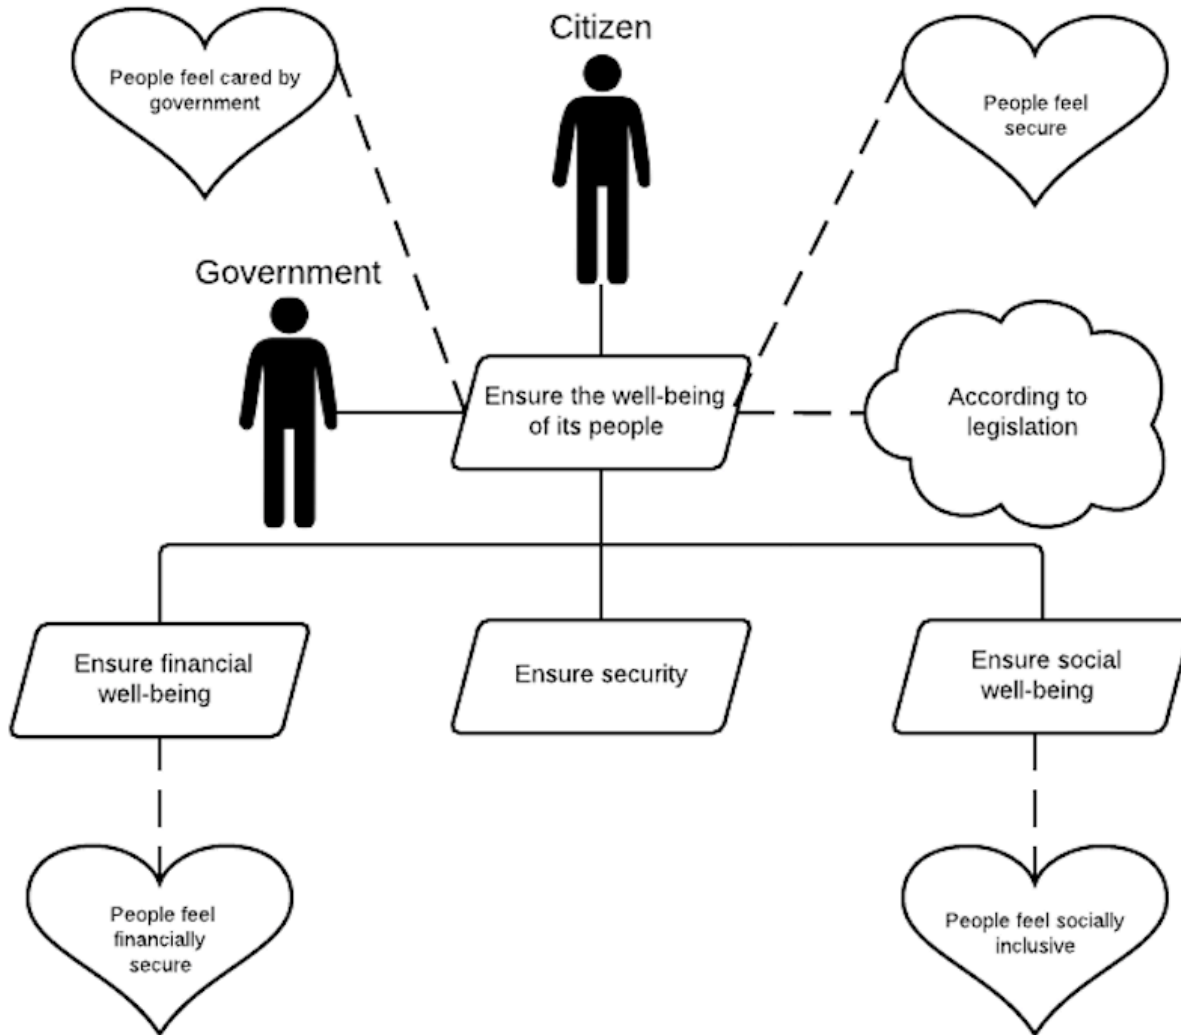 Citizen
People feel cared by
government
People feel
secure
Government
Ensure the well-being
of its people
According to
legislation
Ensure financial
well-being
Ensure security
Ensure social
well-being
People feel
financially
secure
People feel socially
inclusive